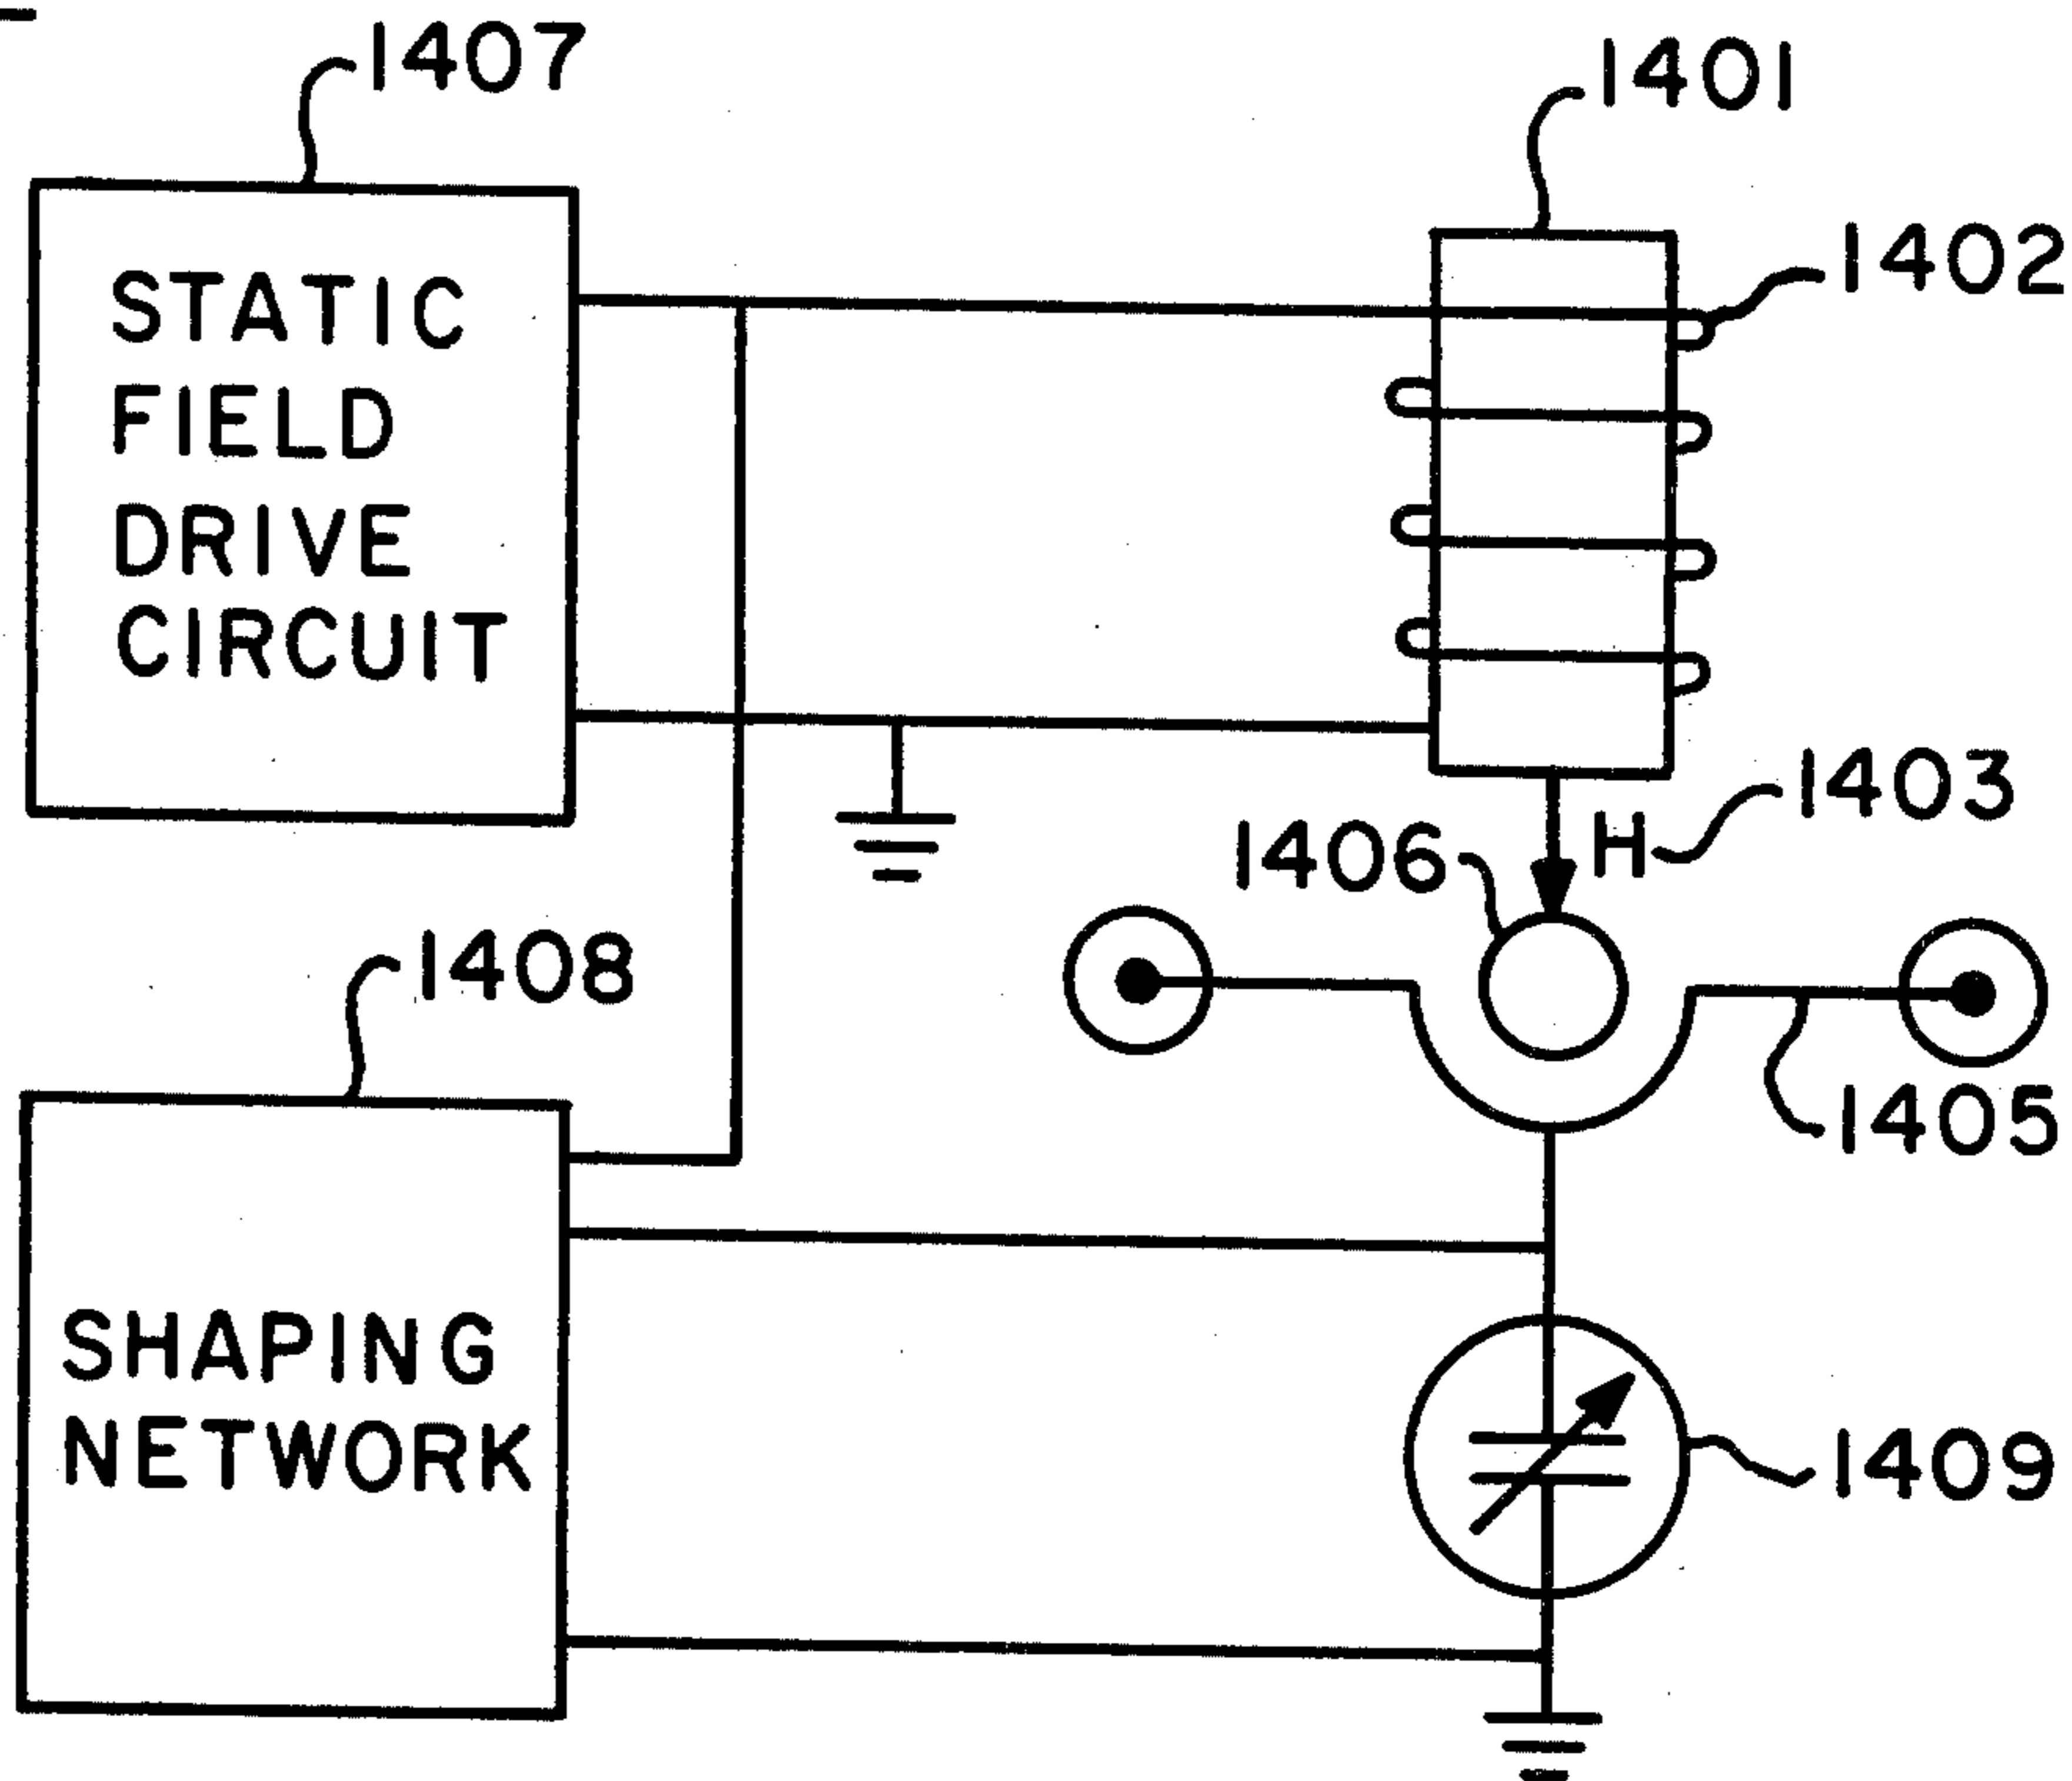 1407
1401
1402
STATIC
FIELD
DRIVE
CIRCUIT
1403
H
1406
1408
1405
SHAPING
NETWORK
1409